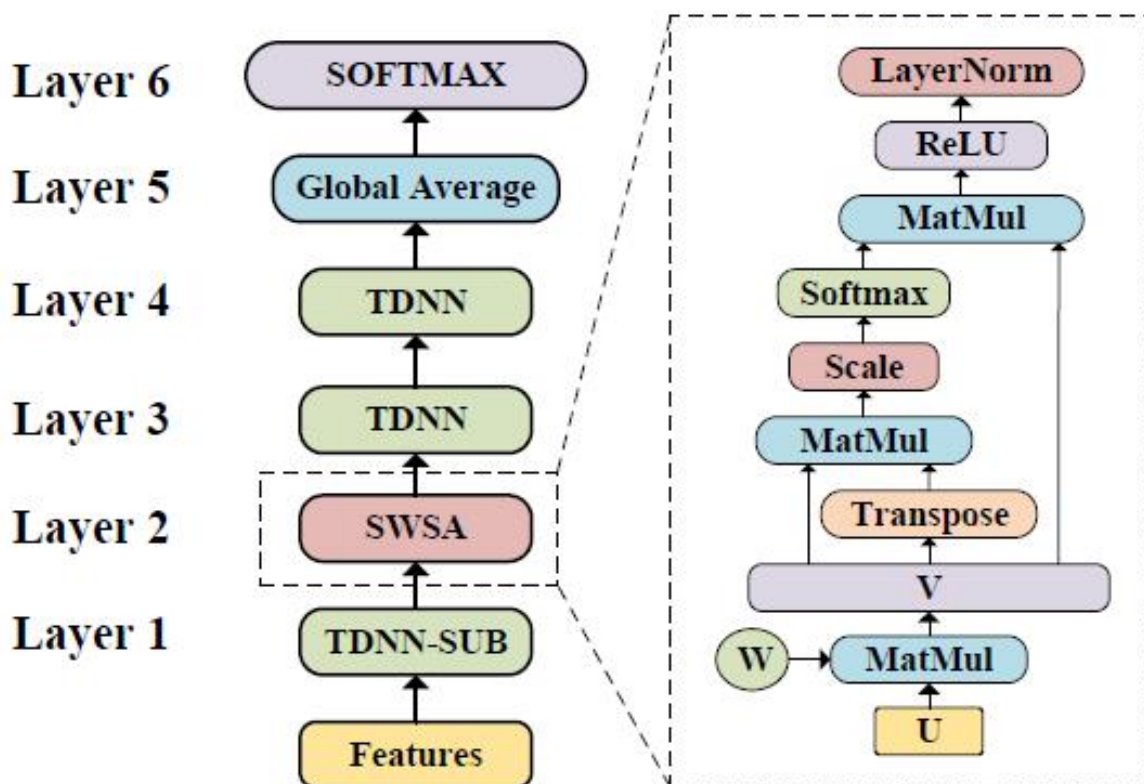 Layer 6
SOFTMAX
Layer 5
Global Average
Layer 4
TDNN
Layer 3
TDNN
Layer 2
SWSA
Layer 1
TDNN-SUB
Features
LayerNorm
ReLU
MatMul
Softmax
Scale
MatMul
Transpose
V
W
MatMul
U